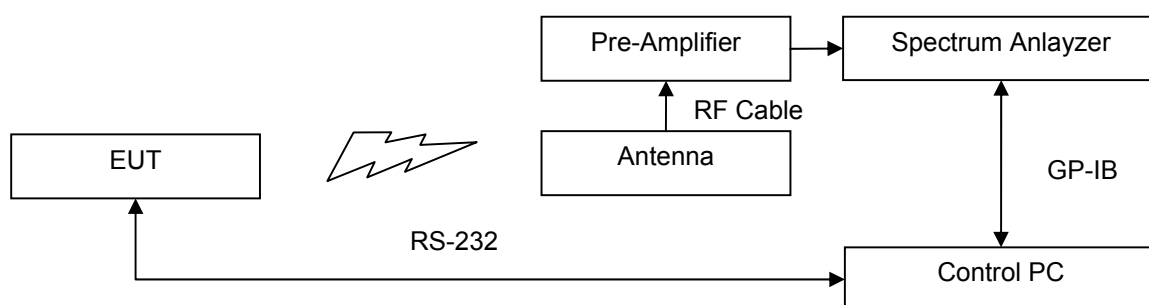 Pre-Amplifier
Spectrum Anlayzer
RF Cable
EUT
Antenna
GP-IB
RS-232
Control PC